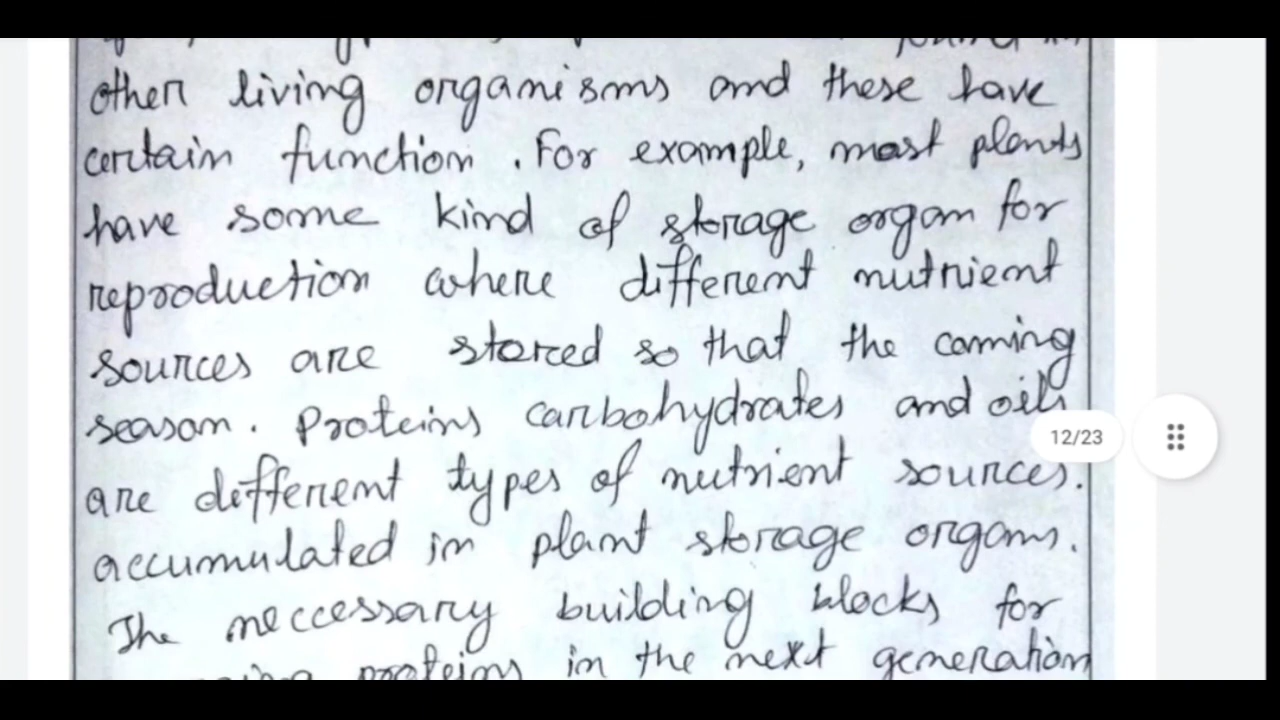 other living organisms and these have
certain function. For example, most plants
have some kind of storage organ for
reproduction where different nutrient
sources are stored so that the coming
season. Proteins carbohydrates and oils
12/23
are different types of nutrient sources.
accumulated in plant storage organs.
The neccessary building blocks for
proteins in the next generation